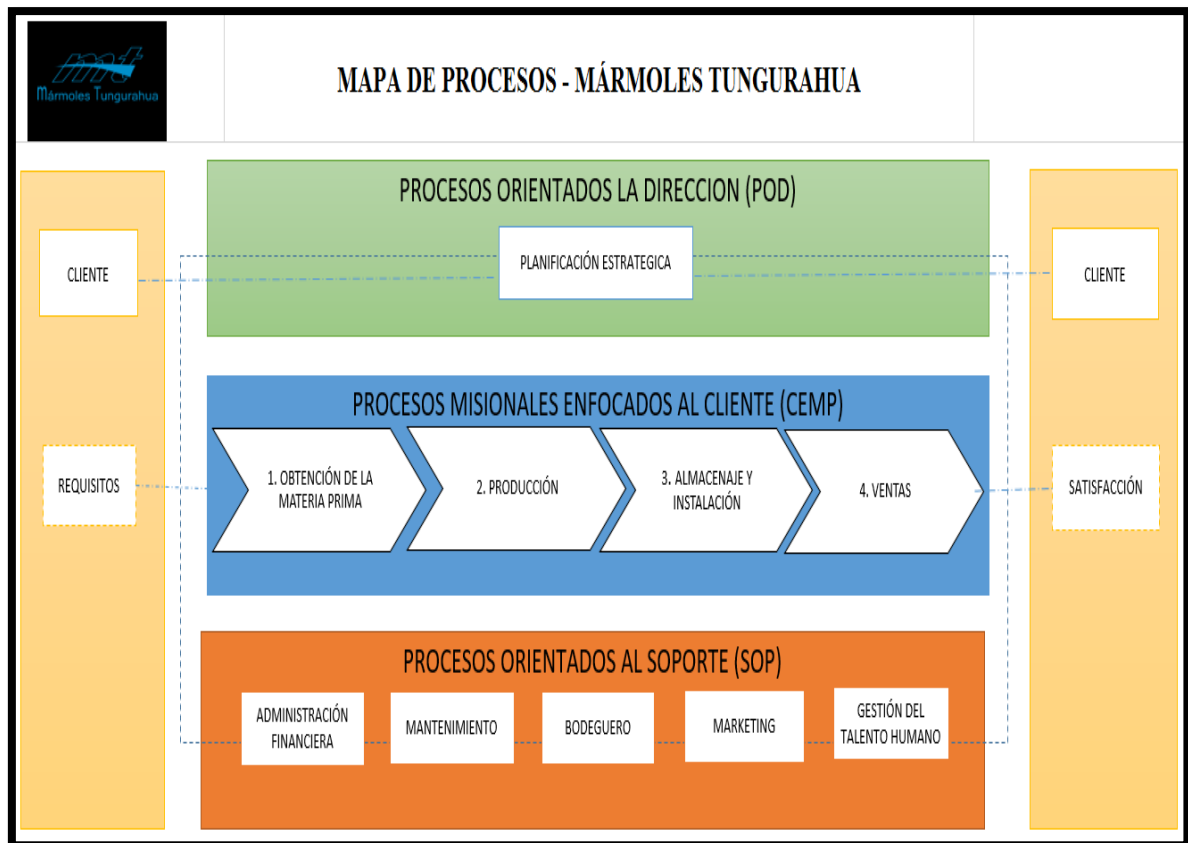 mt
Mármoles Tungurahua
MAPA DE PROCESOS - MÁRMOLES TUNGURAHUA
PROCESOS ORIENTADOS LA DIRECCION (POD)
PLANIFICACIÓN ESTRATEGICA
CLIENTE
CLIENTE
PROCESOS MISIONALES ENFOCADOS AL CLIENTE (CEMP)
REQUISITOS
1. OBTENCIÓN DE LA
MATERIA PRIMA
2. PRODUCCIÓN
3. ALMACENAJE Y
INSTALACIÓN
4. VENTAS
SATISFACCIÓN
PROCESOS ORIENTADOS AL SOPORTE (SOP)
ADMINISTRACIÓN
FINANCIERA
MANTENIMIENTO
BODEGUERO
MARKETING
GESTIÓN DEL
TALENTO HUMANO